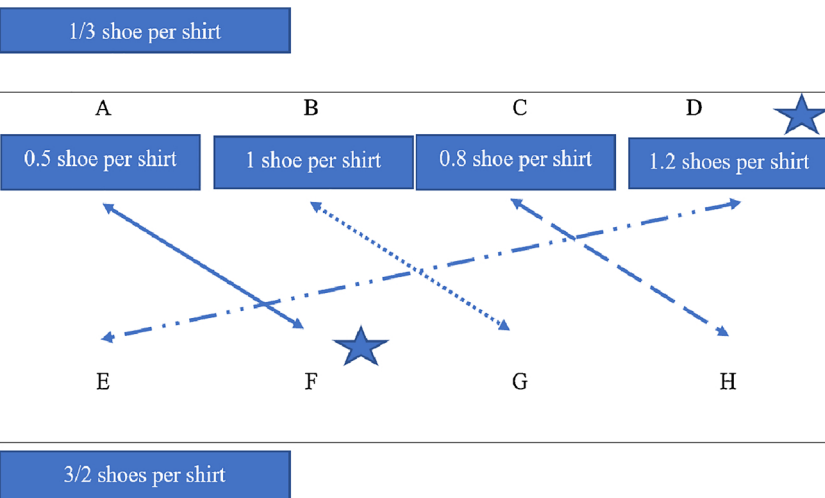 1/3 shoe per shirt
A B C D
0.5 shoe per shirt 1 shoe per shirt 0.8 shoe per shirt 1.2 shoes per shirt
E F G H
3/2 shoes per shirt